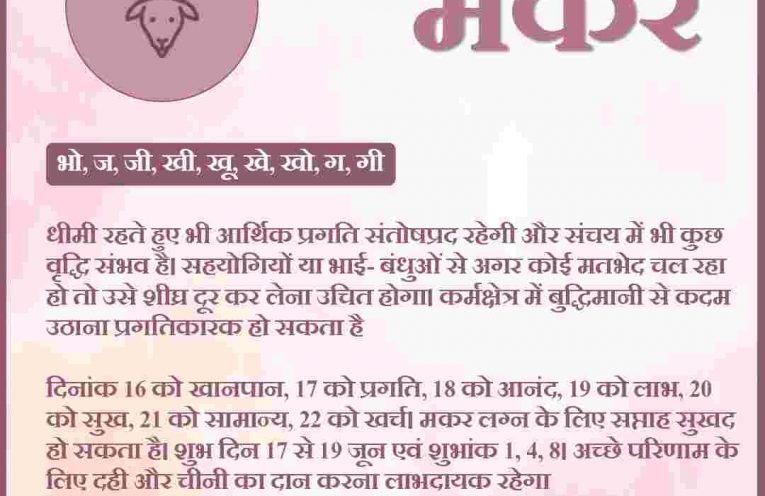 मकर
भो, ज, जी, खी, खू, खे, खो, ग, गी
धीमी रहते हुए भी आर्थिक प्रगति संतोषप्रद रहेगी और संचय में भी कुछ
वृद्धि संभव है। सहयोगियों या भाई- बंधुओं से अगर कोई मतभेद चल रहा
हो तो उसे शीघ्र दूर कर लेना उचित होगा। कर्मक्षेत्र में बुद्धिमानी से कदम
उठाना प्रगतिकारक हो सकता है
दिनांक 16 को खानपान, 17 को प्रगति, 18 को आनंद, 19 को लाभ, 20
को सुख, 21 को सामान्य, 22 को खर्च। मकर लग्न के लिए सप्ताह सुखद
हो सकता है। शुभ दिन 17 से 19 जून एवं शुभांक 1, 4, 8। अच्छे परिणाम के
लिए दही और चीनी का दान करना लाभदायक रहेगा